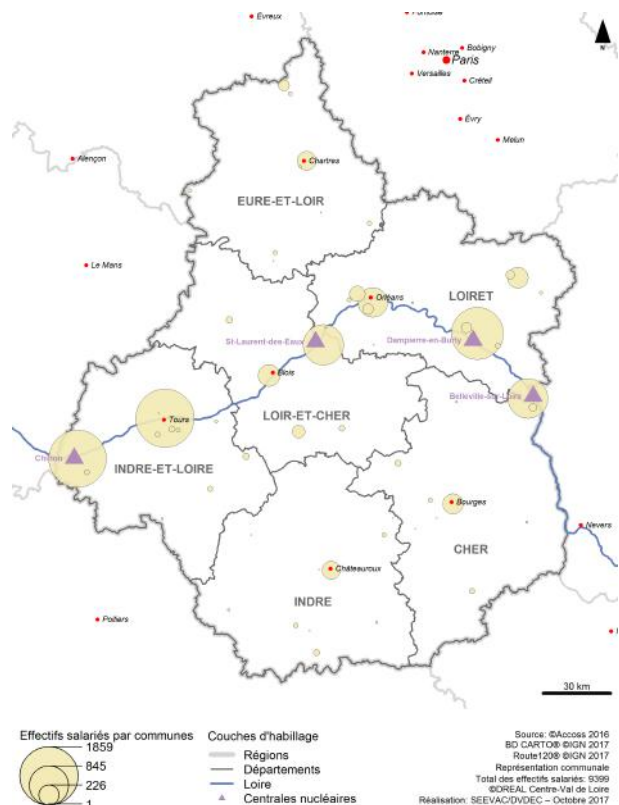 Évreux
Nanterre
Bobigny
Paris
Versailles
Créteil
Évry
Melun
Alençon
Chartres
EURE-ET-LOIR
Le Mans
Orléans
LOIRET
St-Laurent-des-Eaux
Dampierre-en-Burly
Blois
Belleville-sur-Loire
LOIR-ET-CHER
Tours
Chinon
INDRE-ET-LOIRE
Bourges
Nevers
CHER
Châteauroux
INDRE
Poitiers
30 km
Effectifs salariés par communes
1859
845
226
1
Couches d'habillage
Régions
Départements
Loire
Centrales nucléaires
Source: ©Accoss 2016
BD CARTO® ©IGN 2017
Route120® ©IGN 2017
Représentation communale
Total des effectifs salariés: 9399
©DREAL Centre-Val de Loire
Réalisation: SEEVAC/DVDEC – Octobre 2017